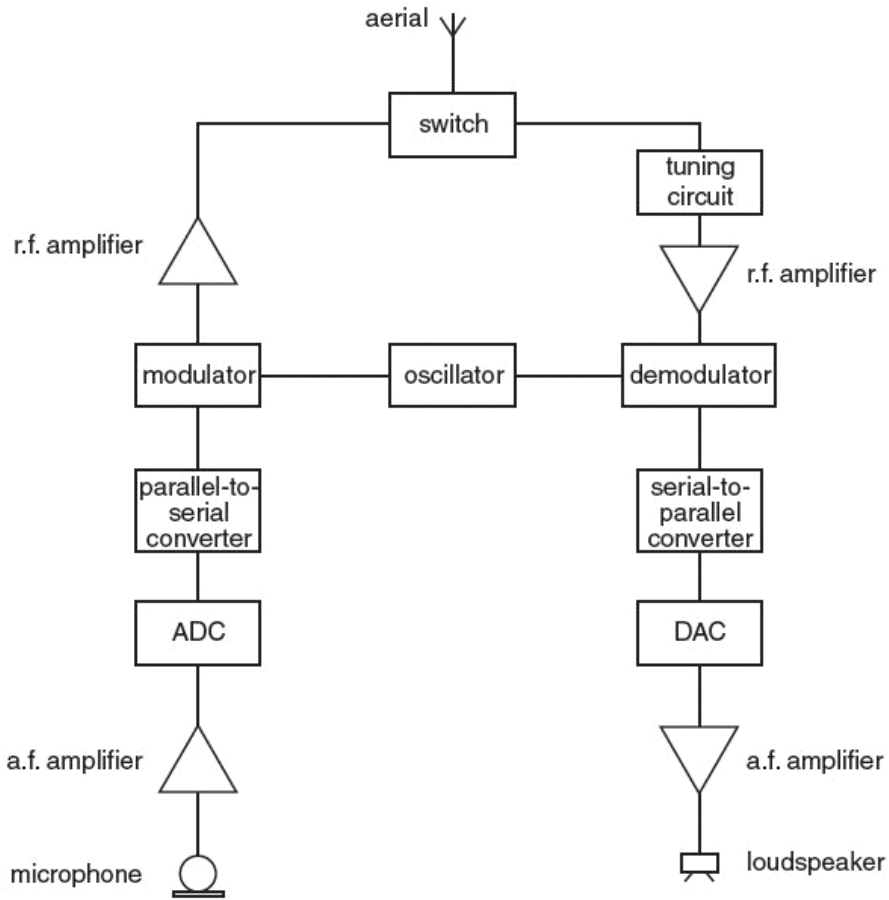 aerial
switch
tuning
circuit
r.f. amplifier
r.f. amplifier
modulator
oscillator
demodulator
parallel-to-
serial
converter
serial-to-
parallel
converter
ADC
DAC
a.f. amplifier
a.f. amplifier
microphone
loudspeaker